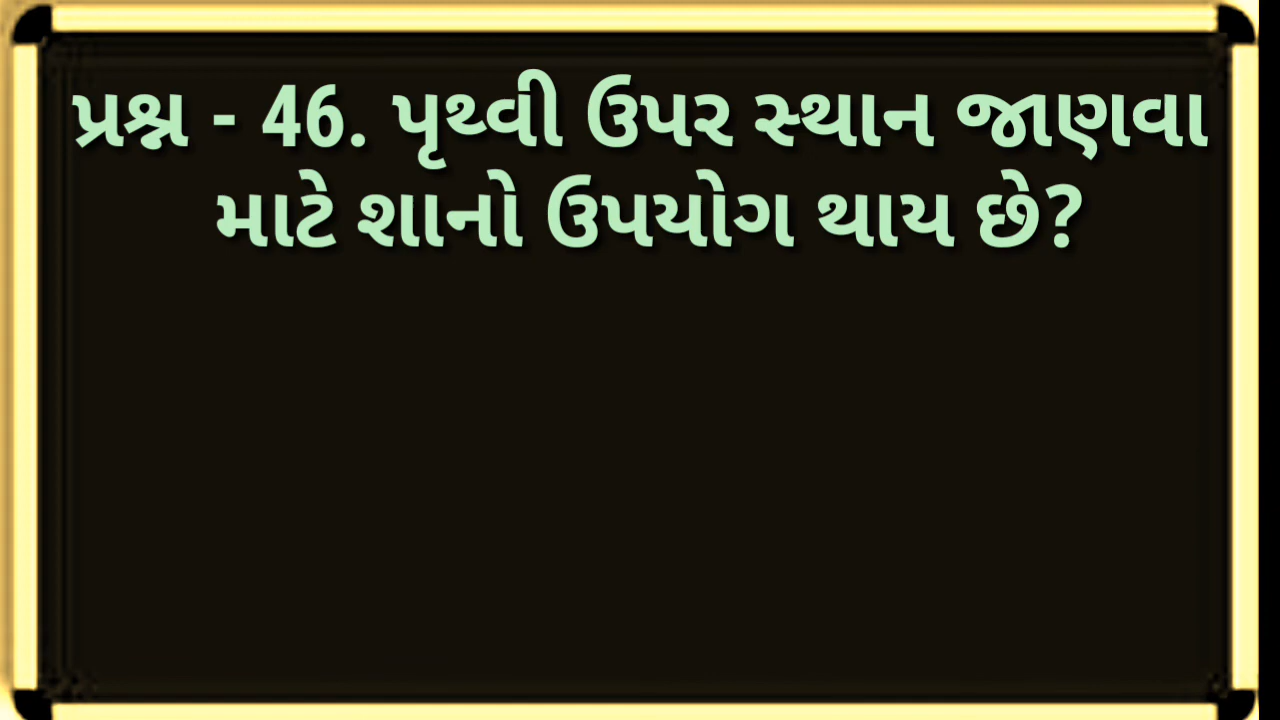 પ્રશ્ન - 46. પૃથ્વી ઉપર સ્થાન જાણવા
માટે શાનો ઉપયોગ થાય છે?